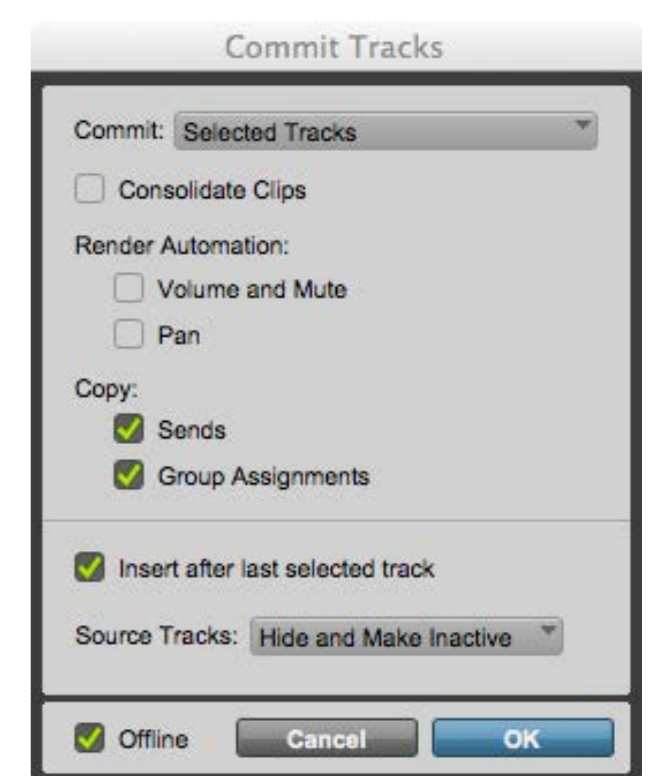 Commit Tracks
Commit: Selected Tracks
Consolidate Clips
Render Automation:
Volume and Mute
Pan
Copy:
Sends
Group Assignments
Insert after last selected track
Source Tracks: Hide and Make Inactive
Offline Cancel OK